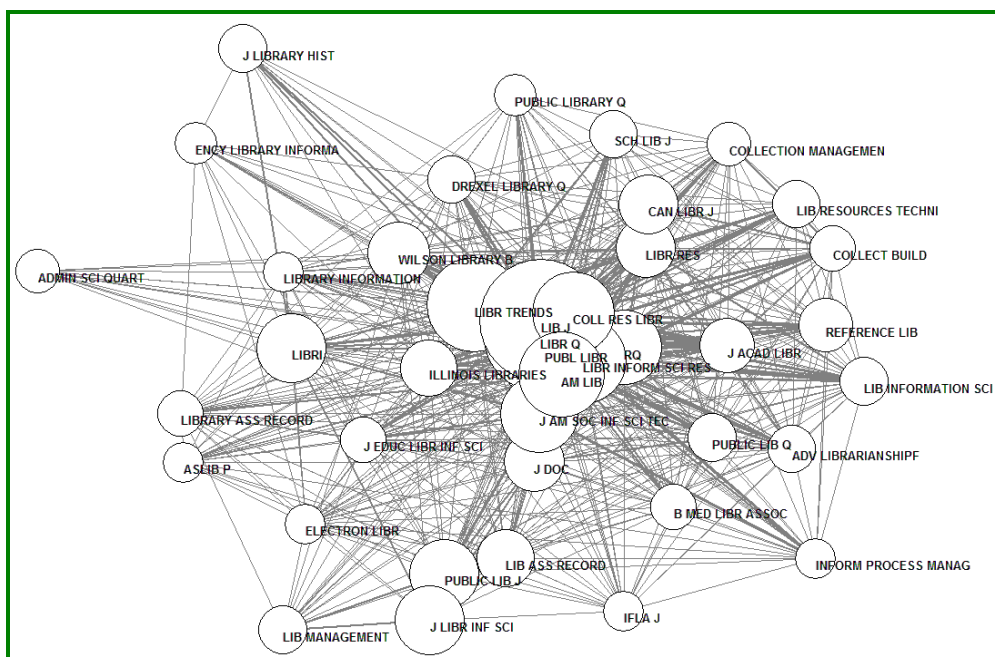 J LIBRARY HIST
PUBLIC LIBRARY Q
SCH LIB J
ENCY LIBRARY INFORMA
COLLECTION MANAGEMEN
DREXEL LIBRARY Q
CAN LIBR J
LIB RESOURCES TECHNI
WILSON LIBRARY B
LIBR RES
COLLECT BUILD
ADMIN SCI QUART
LIBRARY INFORMATION
LIBR TRENDS
COLL RES LIBR
LIB J
REFERENCE LIB
LIBR Q
LIBRI
PUBL LIBR
RQ
J ACAD LIBR
LIBR INFORM SCI RES
ILLINOIS LIBRARIES
AM LIB
LIB INFORMATION SCI
LIBRARY ASS RECORD
J AM SOC INF SCI TEC
J EDUC LIBR INF SCI
PUBLIC LIB Q
ADV LIBRARIANSHIPF
ASLIB P
J DOC
B MED LIBR ASSOC
ELECTRON LIBR
LIB ASS RECORD
INFORM PROCESS MANAG
PUBLIC LIB J
IFLA J
J LIBR INF SCI
LIB MANAGEMENT